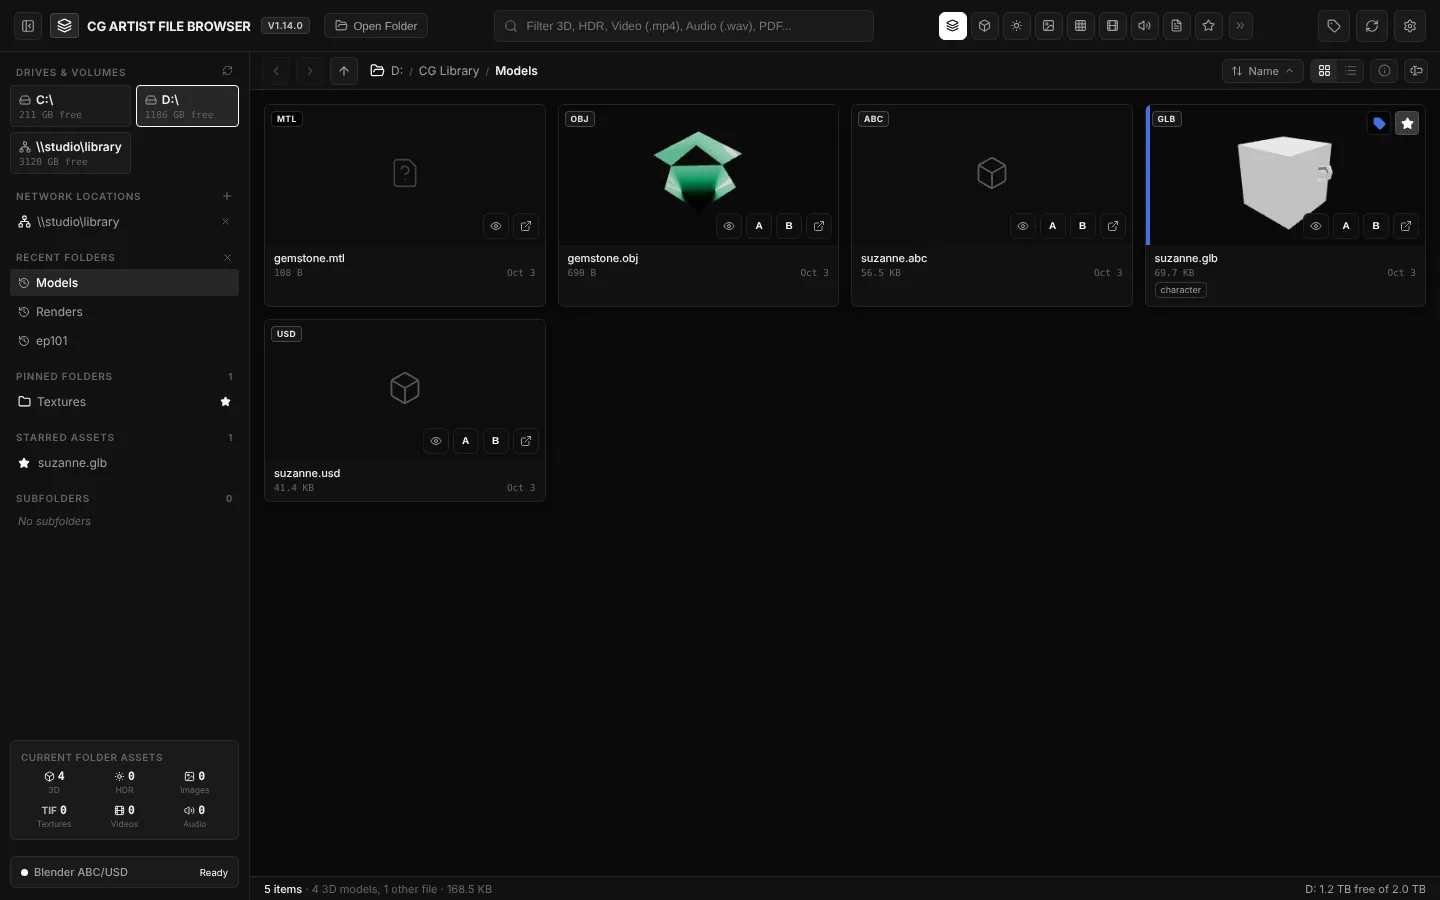 CG ARTIST FILE BROWSER V1.14.0 Open Folder Filter 3D, HDR, Video (.mp4), Audio (.wav), PDF...
DRIVES & VOLUMES
C:\
211 GB free
D:\
1186 GB free
\\studio\library
3120 GB free
NETWORK LOCATIONS
\\studio\library
RECENT FOLDERS
Models
Renders
ep101
PINNED FOLDERS 1
Textures
STARRED ASSETS 1
suzanne.glb
SUBFOLDERS 0
No subfolders
CURRENT FOLDER ASSETS
4 0 0
3D HDR Images
TIF 0 0 0
Textures Videos Audio
Blender ABC/USD Ready
D: / CG Library / Models Name
MTL
gemstone.mtl
108 B Oct 3
OBJ
A B
gemstone.obj
690 B Oct 3
ABC
A B
suzanne.abc
56.5 KB Oct 3
GLB
A B
suzanne.glb
69.7 KB Oct 3
character
USD
A B
suzanne.usd
41.4 KB Oct 3
5 items · 4 3D models, 1 other file · 168.5 KB D: 1.2 TB free of 2.0 TB